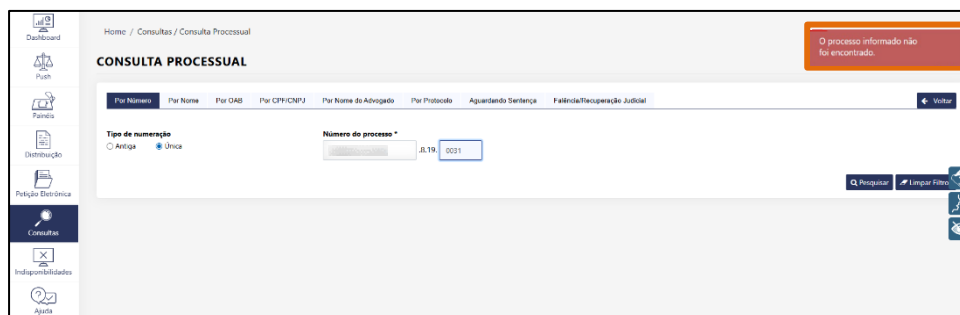 Dashboard
Push
Painéis
Distribuição
Petição Eletrônica
Consultas
Indisponibilidades
Ajuda
Home / Consultas / Consulta Processual
CONSULTA PROCESSUAL
O processo informado não
foi encontrado.
Por Número Por Nome Por OAB Por CPF/CNPJ Por Nome do Advogado Por Protocolo Aguardando Sentença Falência/Recuperação Judicial
Voltar
Tipo de numeração
Antiga Única
Número do processo *
.8.19. 0031
Pesquisar Limpar Filtro